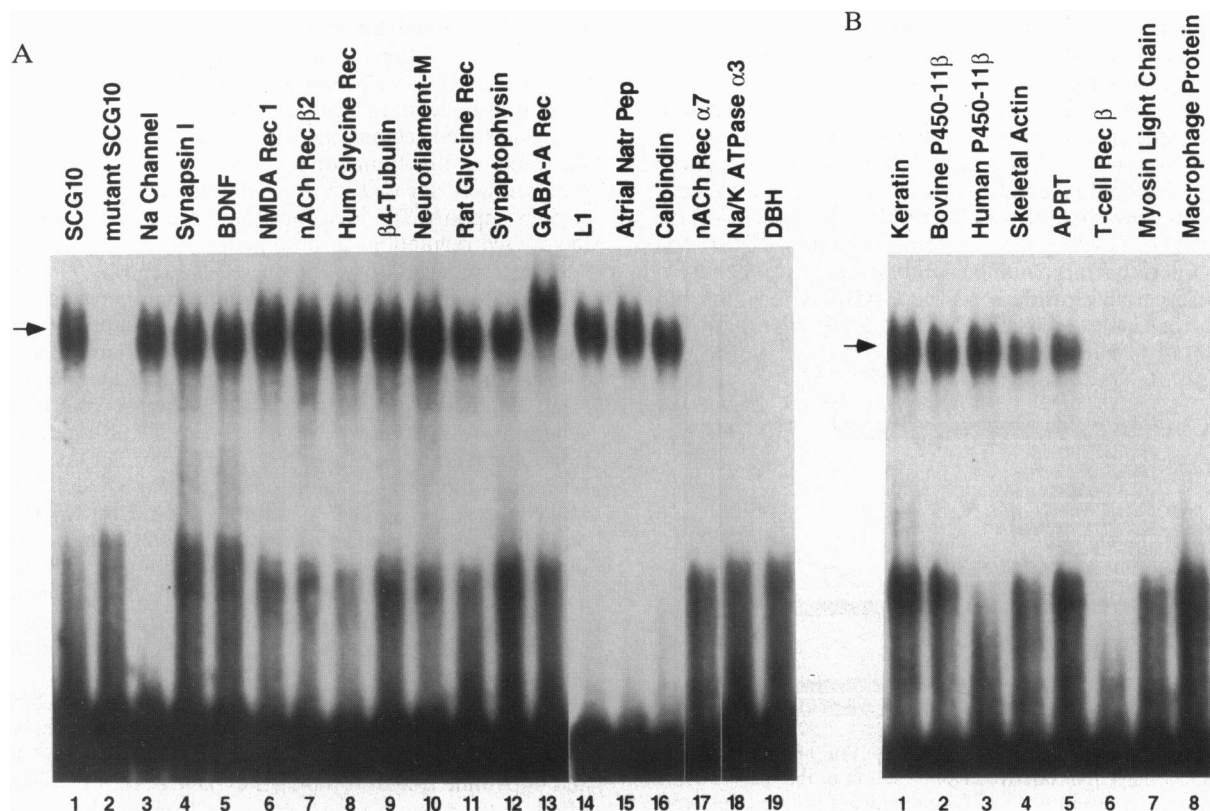 A
SCG10
mutant SCG10
Na Channel
Synapsin I
BDNF
NMDA Rec 1
nACh Rec β2
Hum Glycine Rec
β4-Tubulin
Neurofilament-M
Rat Glycine Rec
Synaptophysin
GABA-A Rec
L1
Atrial Natr Pep
Calbindin
nACh Rec α7
Na/K ATPase α3
DBH
1 2 3 4 5 6 7 8 9 10 11 12 13 14 15 16 17 18 19
B
Keratin
Bovine P450-11β
Human P450-11β
Skeletal Actin
APRT
T-cell Rec β
Myosin Light Chain
Macrophage Protein
1 2 3 4 5 6 7 8